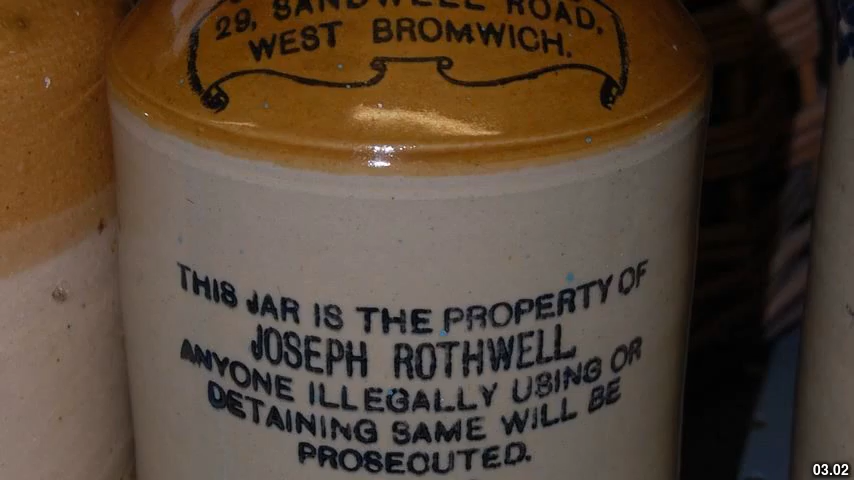 29, SANDWELL ROAD,
WEST BROMWICH.
THIS JAR IS THE PROPERTY OF
JOSEPH ROTHWELL
ANYONE ILLEGALLY USING OR
DETAINING SAME WILL BE
PROSECUTED.
03.02